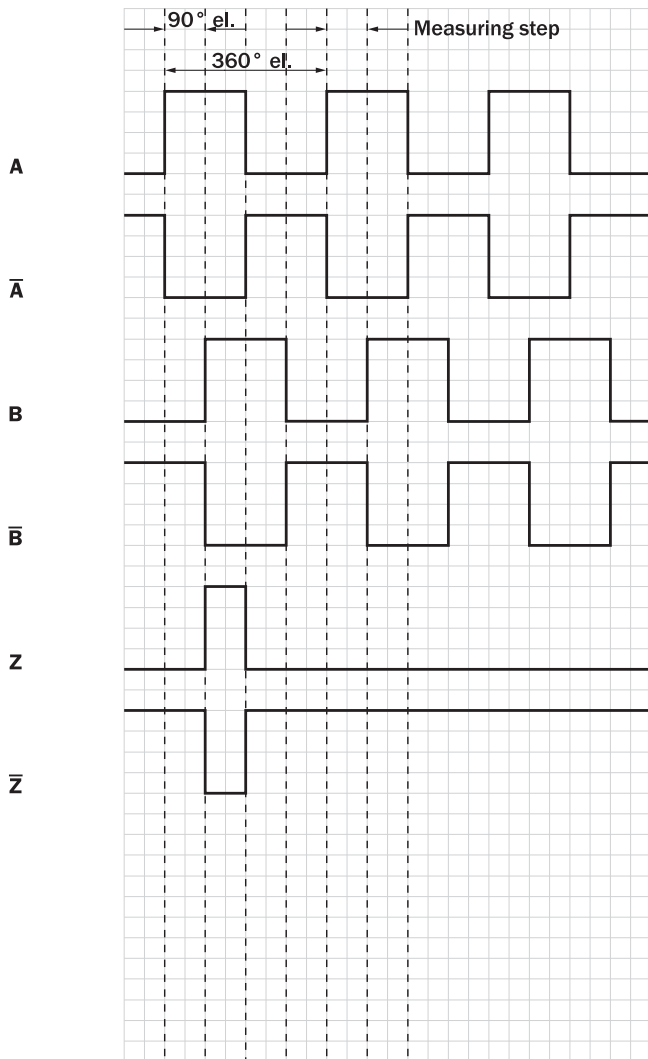 90° el.
Measuring step
360° el.
A
A̅
B
B̅
Z
Z̅